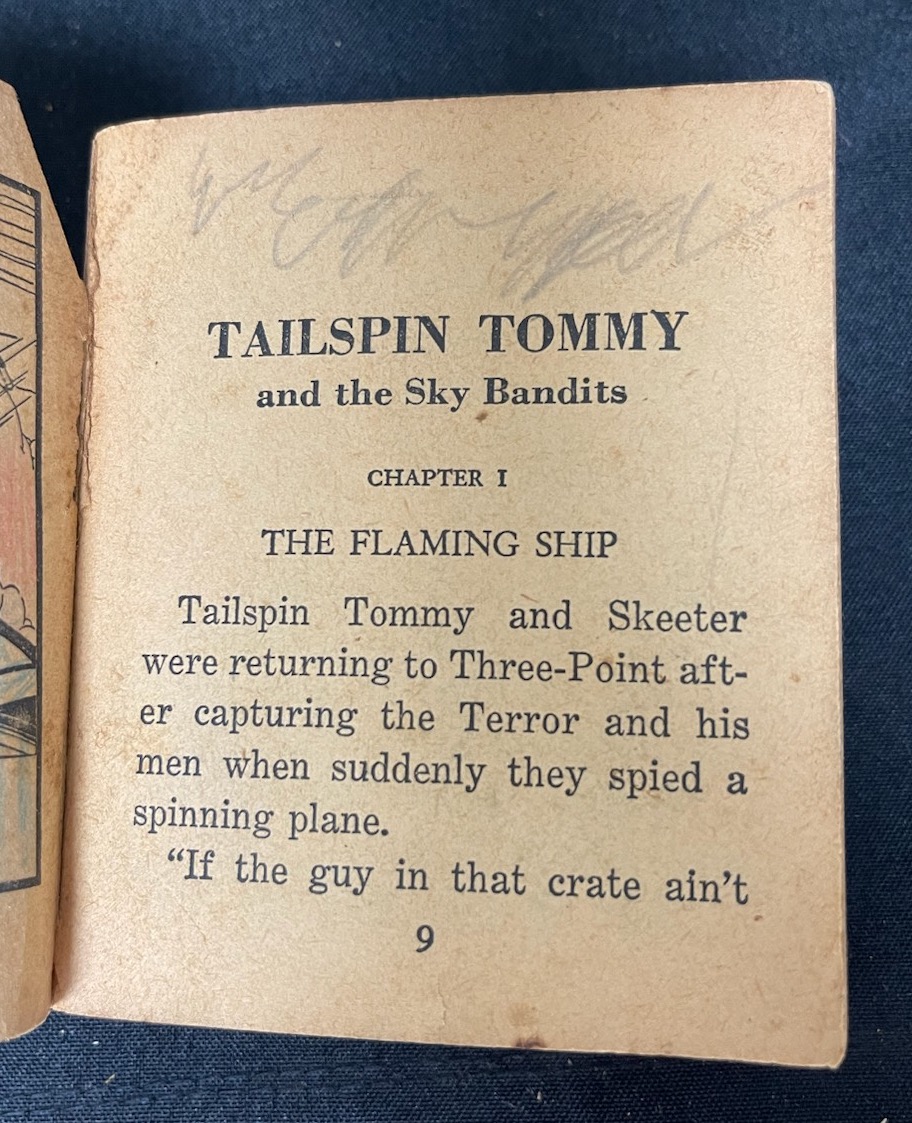 TAILSPIN TOMMY
and the Sky Bandits
CHAPTER I
THE FLAMING SHIP
Tailspin Tommy and Skeeter
were returning to Three-Point aft-
er capturing the Terror and his
men when suddenly they spied a
spinning plane.
“If the guy in that crate ain't
9